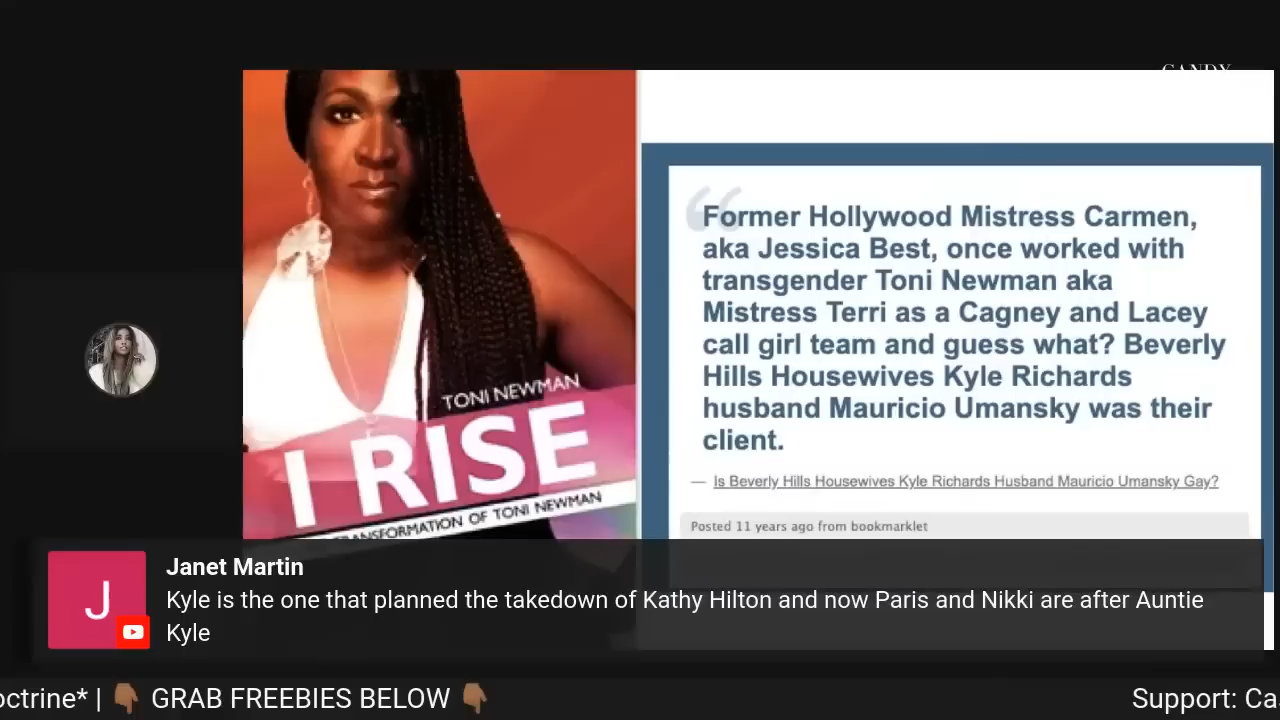 CANDY
Former Hollywood Mistress Carmen,
aka Jessica Best, once worked with
transgender Toni Newman aka
Mistress Terri as a Cagney and Lacey
call girl team and guess what? Beverly
Hills Housewives Kyle Richards
husband Mauricio Umansky was their
client.
— Is Beverly Hills Housewives Kyle Richards Husband Mauricio Umansky Gay?
Posted 11 years ago from bookmarklet
TONI NEWMAN
I RISE
TRANSFORMATION OF TONI NEWMAN
J
Janet Martin
Kyle is the one that planned the takedown of Kathy Hilton and now Paris and Nikki are after Auntie
Kyle
octrine* | 👇🏾 GRAB FREEBIES BELOW 👇🏾
Support: Ca